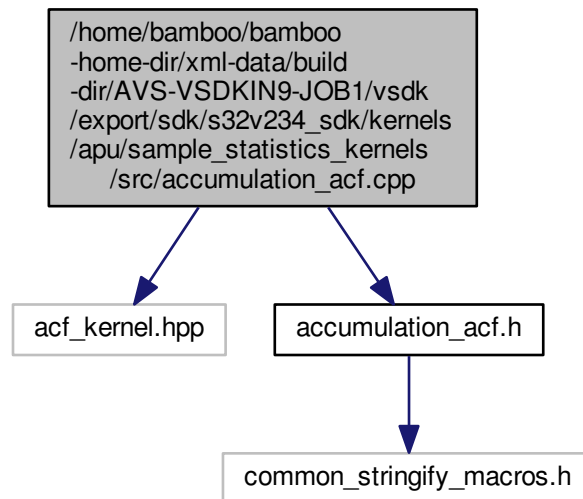 /home/bamboo/bamboo
-home-dir/xml-data/build
-dir/AVS-VSDKIN9-JOB1/vsdk
/export/sdk/s32v234_sdk/kernels
/apu/sample_statistics_kernels
/src/accumulation_acf.cpp
acf_kernel.hpp
accumulation_acf.h
common_stringify_macros.h